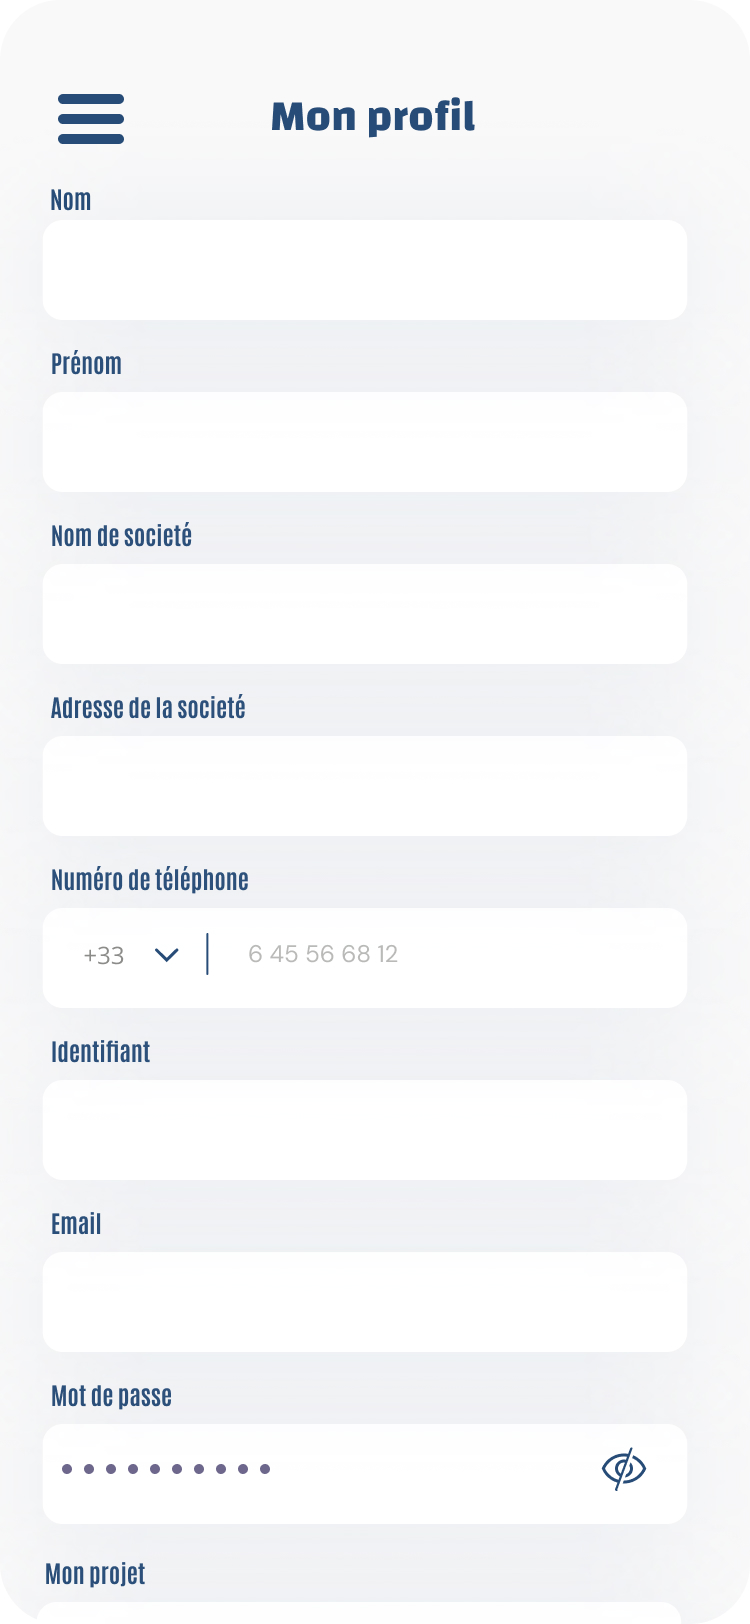 Mon profil
Nom
Prénom
Nom de societé
Adresse de la societé
Numéro de téléphone
+33 6 45 56 68 12
Identifiant
Email
Mot de passe
Mon projet